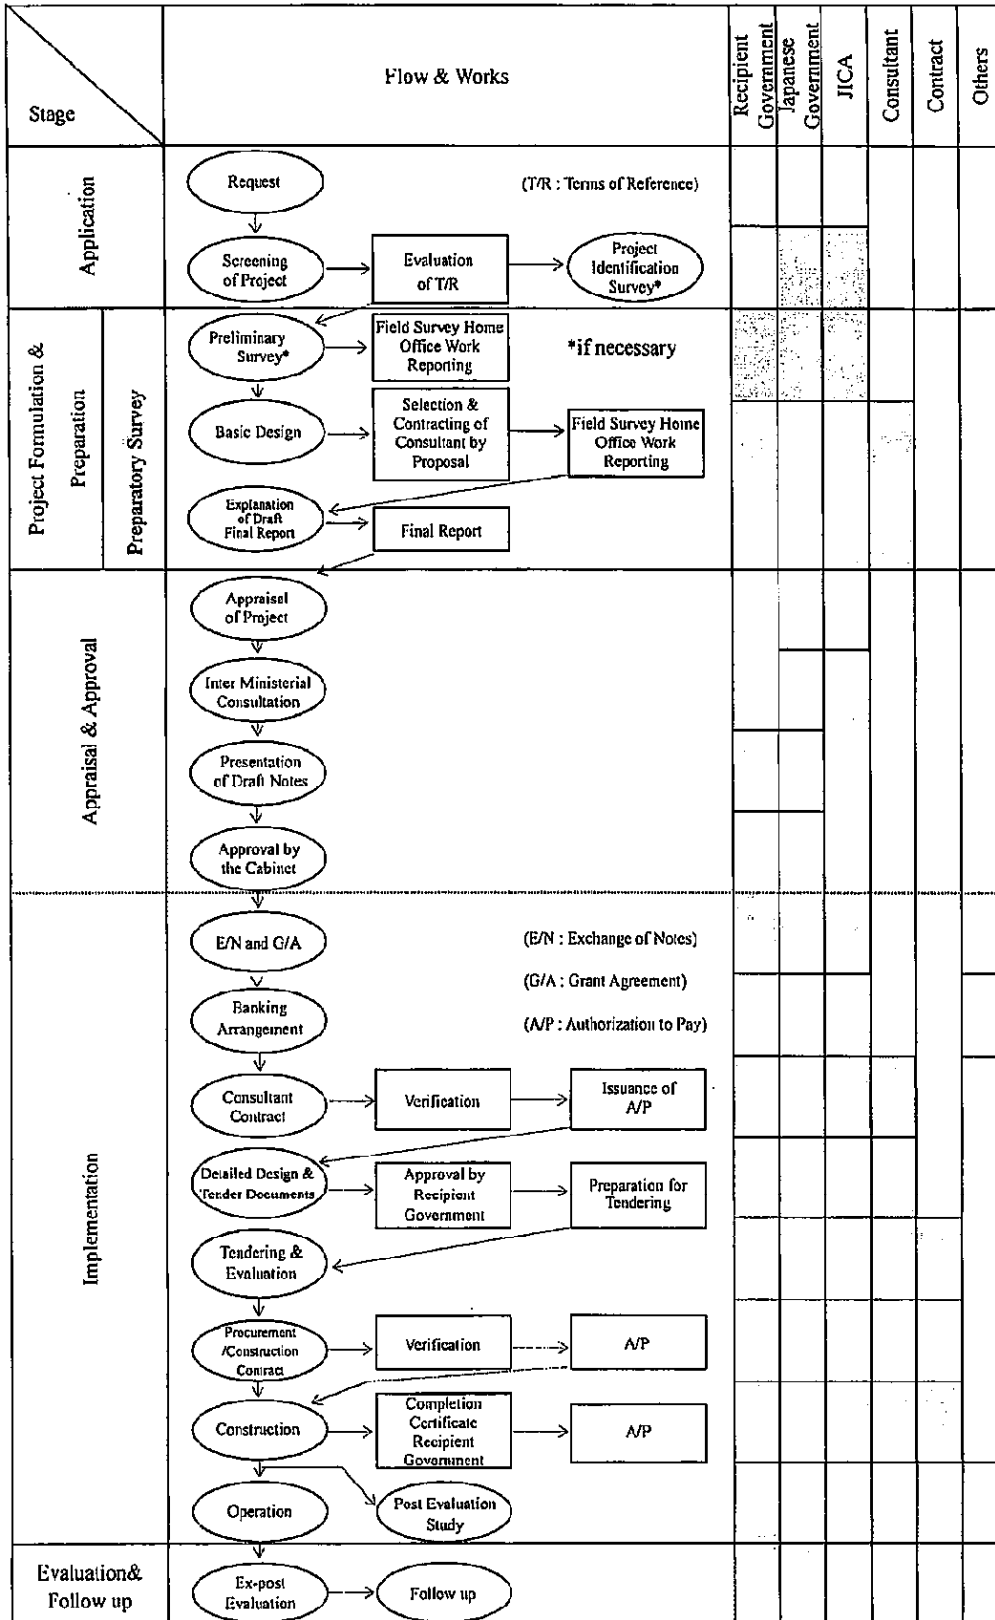 Stage
Flow & Works
Recipient
Government
Japanese
Government
JICA
Consultant
Contract
Others
Application
Request
(T/R : Terms of Reference)
Screening
of Project
Evaluation
of T/R
Project
Identification
Survey*
Project Formulation &
Preparation
Preparatory Survey
Preliminary
Survey*
Field Survey Home
Office Work
Reporting
*if necessary
Basic Design
Selection &
Contracting of
Consultant by
Proposal
Field Survey Home
Office Work
Reporting
Explanation
of Draft
Final Report
Final Report
Appraisal & Approval
Appraisal
of Project
Inter Ministerial
Consultation
Presentation
of Draft Notes
Approval by
the Cabinet
Implementation
E/N and G/A
(E/N : Exchange of Notes)
(G/A : Grant Agreement)
Banking
Arrangement
(A/P : Authorization to Pay)
Consultant
Contract
Verification
Issuance of
A/P
Detailed Design &
Tender Documents
Approval by
Recipient
Government
Preparation for
Tendering
Tendering &
Evaluation
Procurement
/Construction
Contract
Verification
A/P
Construction
Completion
Certificate
Recipient
Government
A/P
Operation
Post Evaluation
Study
Evaluation&
Follow up
Ex-post
Evaluation
Follow up